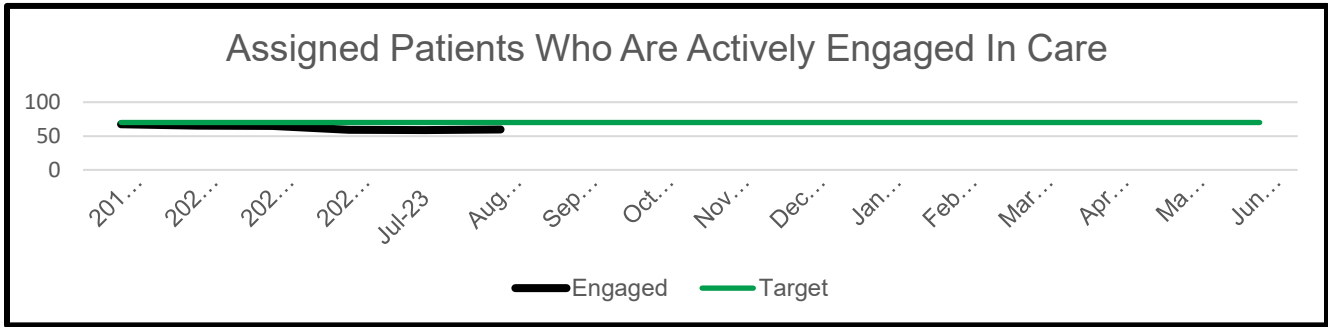 Assigned Patients Who Are Actively Engaged In Care
100
50
0
201...
202...
202...
202...
Jul-23
Aug...
Sep...
Oct...
Nov...
Dec...
Jan...
Feb...
Mar...
Apr...
Ma...
Jun...
Engaged Target